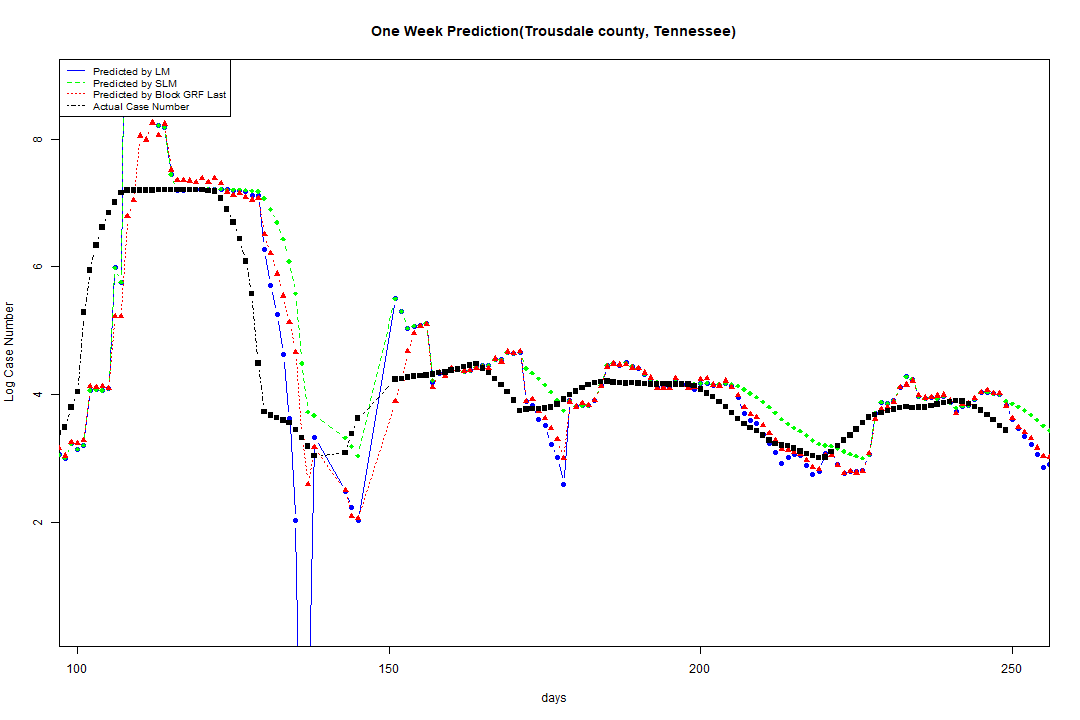 One Week Prediction(Trousdale county, Tennessee)
Predicted by LM
Predicted by SLM
Predicted by Block GRF Last
Actual Case Number
8
6
4
2
Log Case Number
100
150
200
250
days